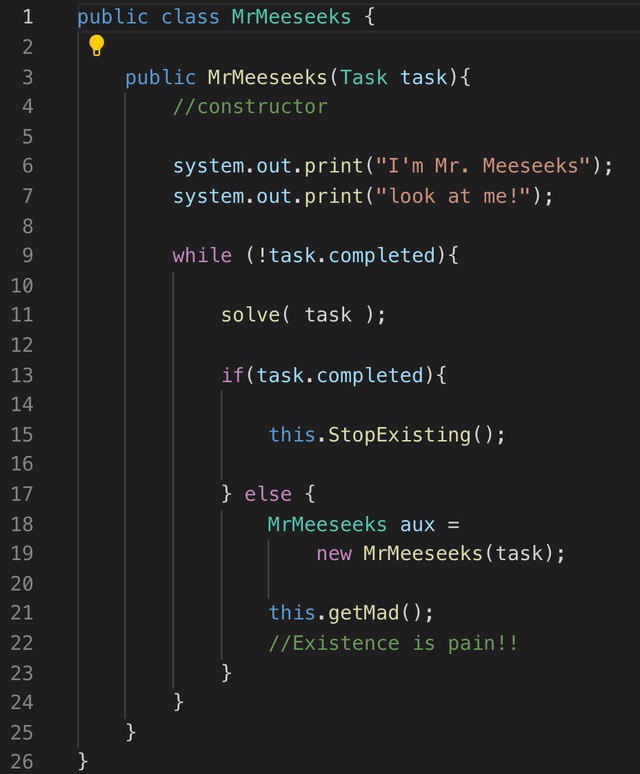 1 public class MrMeeseeks {
2
3 public MrMeeseeks(Task task){
4 //constructor
5
6 system.out.print("I'm Mr. Meeseeks");
7 system.out.print("look at me!");
8
9 while (!task.completed){
10
11 solve( task );
12
13 if(task.completed){
14
15 this.StopExisting();
16
17 } else {
18 MrMeeseeks aux =
19 new MrMeeseeks(task);
20
21 this.getMad();
22 //Existence is pain!!
23 }
24 }
25 }
26 }